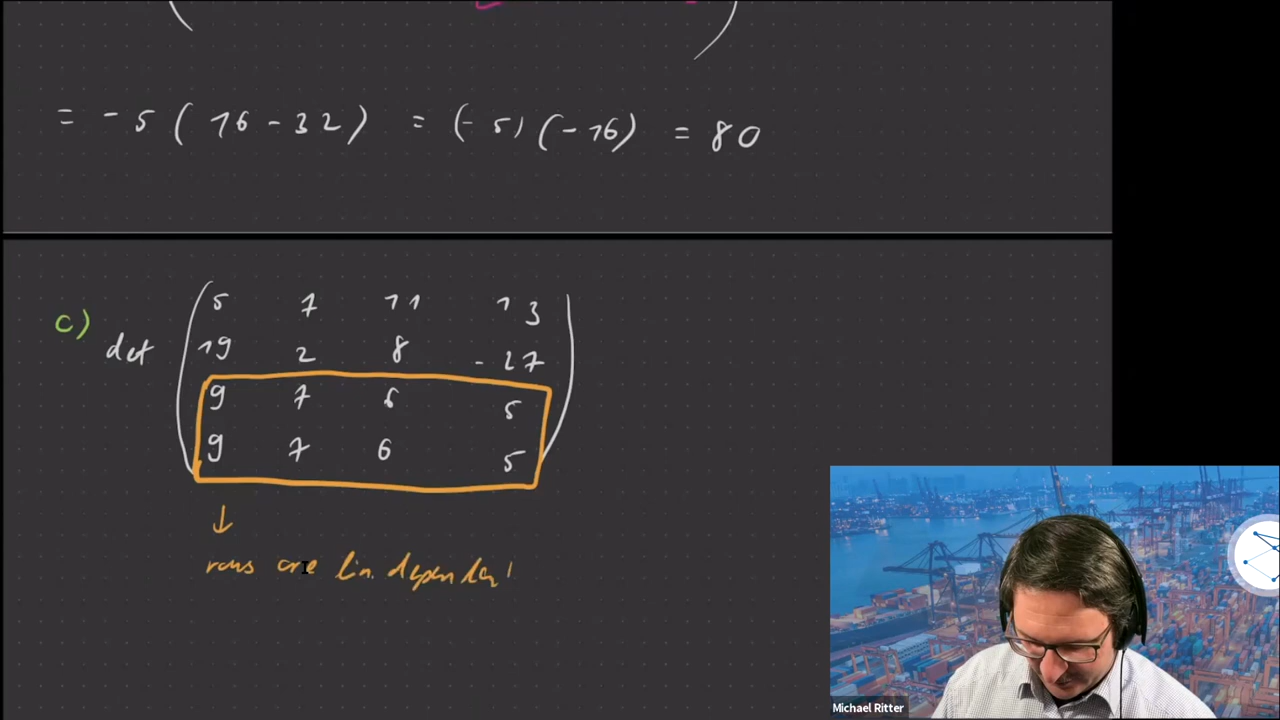 = -5 ( 16 - 32 ) = (-5) (-16) = 80
c) det
5 7 11 13
19 2 8 -27
9 7 6 5
9 7 6 5
↓
rows are lin. dependent
Michael Ritter